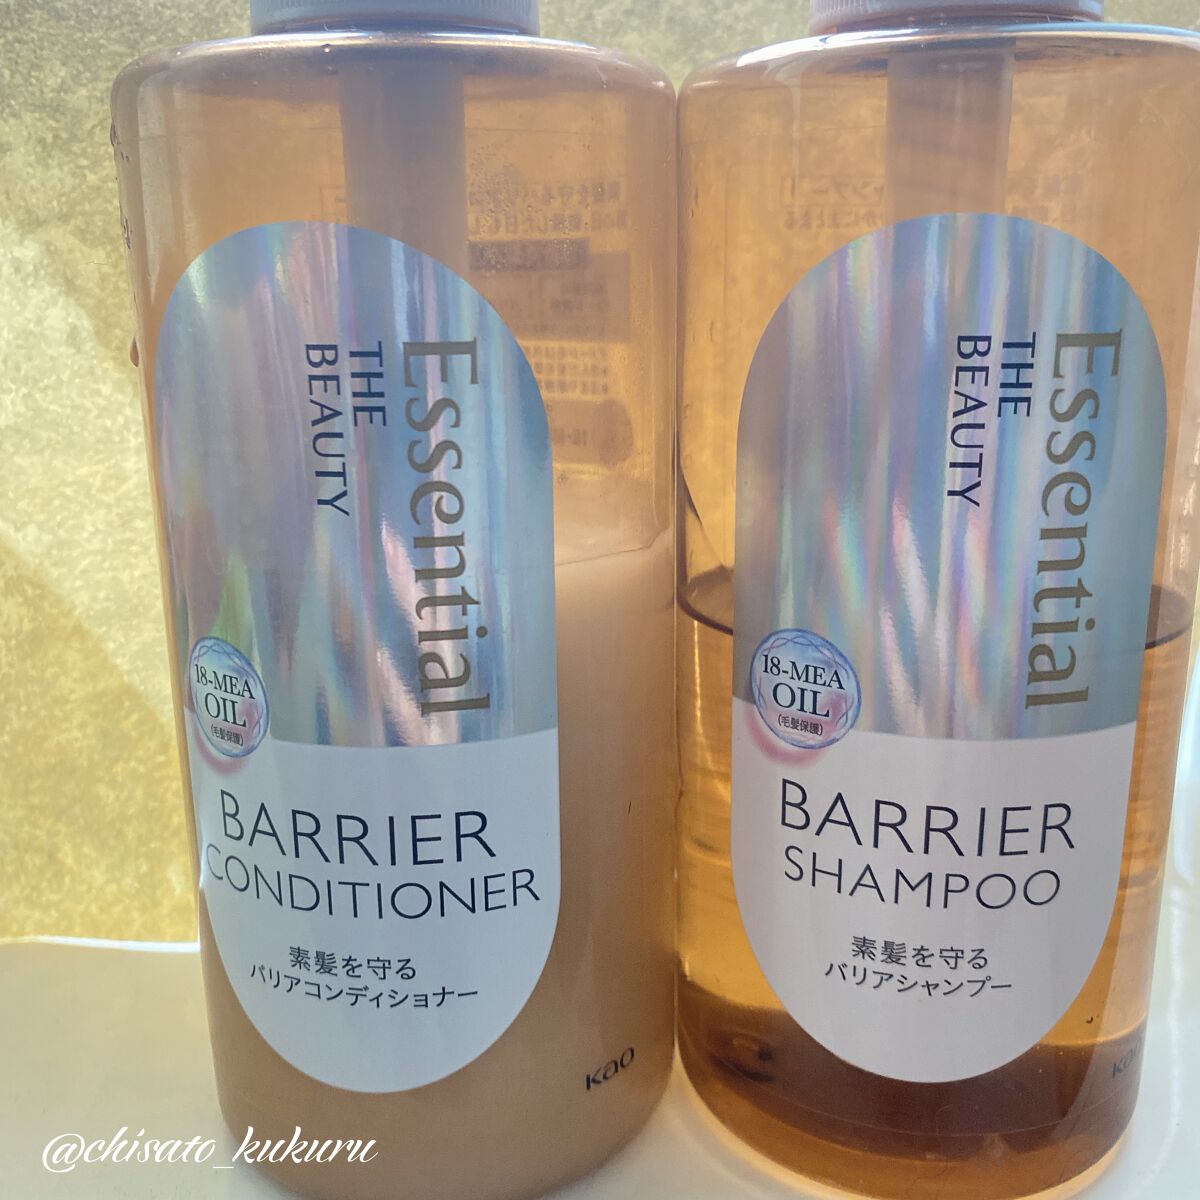 Essential
THE
BEAUTY
18-MEA
OIL
(毛髪保護)
BARRIER
CONDITIONER
素髪を守る
バリアコンディショナー
Kao
Essential
THE
BEAUTY
18-MEA
OIL
(毛髪保護)
BARRIER
SHAMPOO
素髪を守る
バリアシャンプー
Kao
@chisato_kukuru